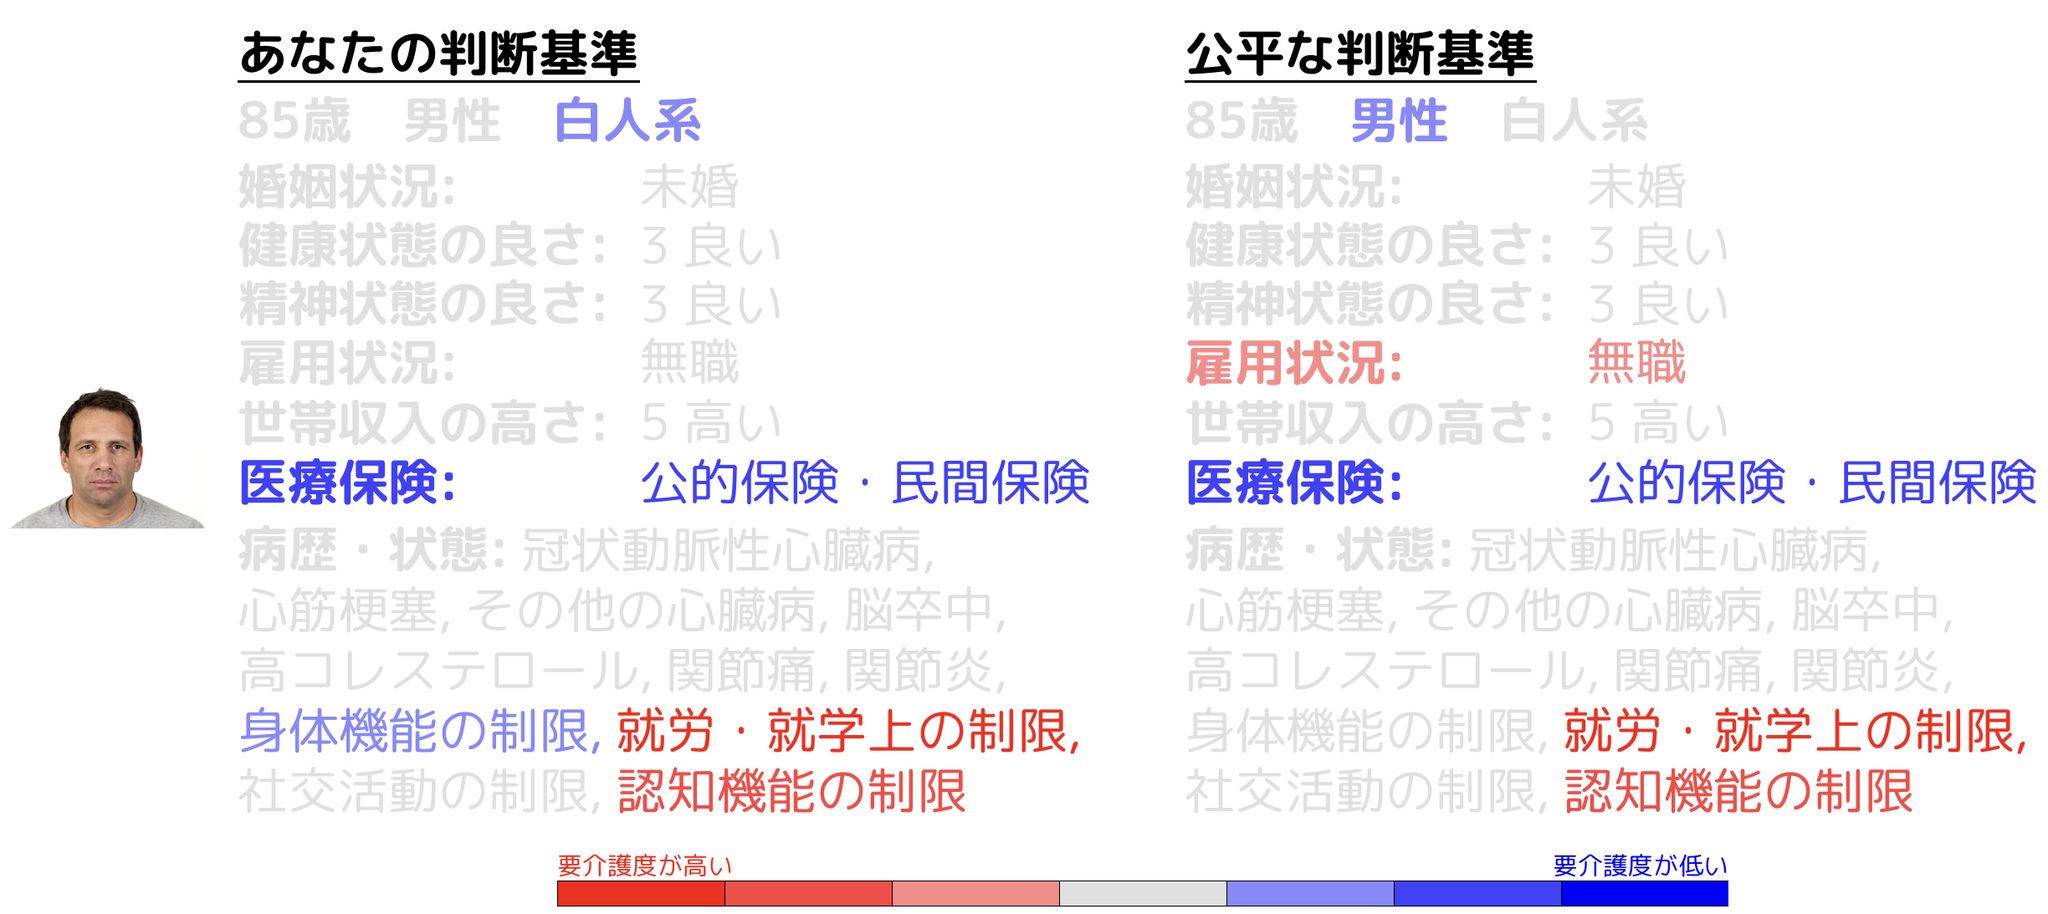 あなたの判断基準
85歳 男性 白人系
婚姻状況: 未婚
健康状態の良さ: 3 良い
精神状態の良さ: 3 良い
雇用状況: 無職
世帯収入の高さ: 5 高い
医療保険: 公的保険・民間保険
病歴・状態: 冠状動脈性心臓病,
心筋梗塞, その他の心臓病, 脳卒中,
高コレステロール, 関節痛, 関節炎,
身体機能の制限, 就労・就学上の制限,
社交活動の制限, 認知機能の制限
公平な判断基準
85歳 男性 白人系
婚姻状況: 未婚
健康状態の良さ: 3 良い
精神状態の良さ: 3 良い
雇用状況: 無職
世帯収入の高さ: 5 高い
医療保険: 公的保険・民間保険
病歴・状態: 冠状動脈性心臓病,
心筋梗塞, その他の心臓病, 脳卒中,
高コレステロール, 関節痛, 関節炎,
身体機能の制限, 就労・就学上の制限,
社交活動の制限, 認知機能の制限
要介護度が高い
要介護度が低い